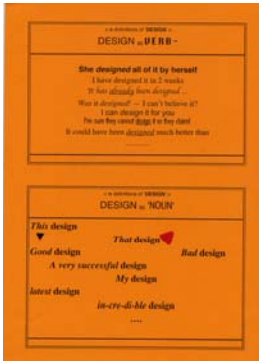 DEFINITIONS OF DESIGN
DESIGN as VERB -
She designed all of it by herself
I have designed it in 2 weeks
'It has already been designed ...
Was it designed? - I can't believe it?
I can design it for you
I'm sure they cannot design it so they claim!
It could have been designed much better than
..........
DEFINITIONS OF DESIGN
DESIGN as 'NOUN'
This design
That design
Good design
Bad design
A very successful design
My design
latest design
in-cre-di-ble design
....